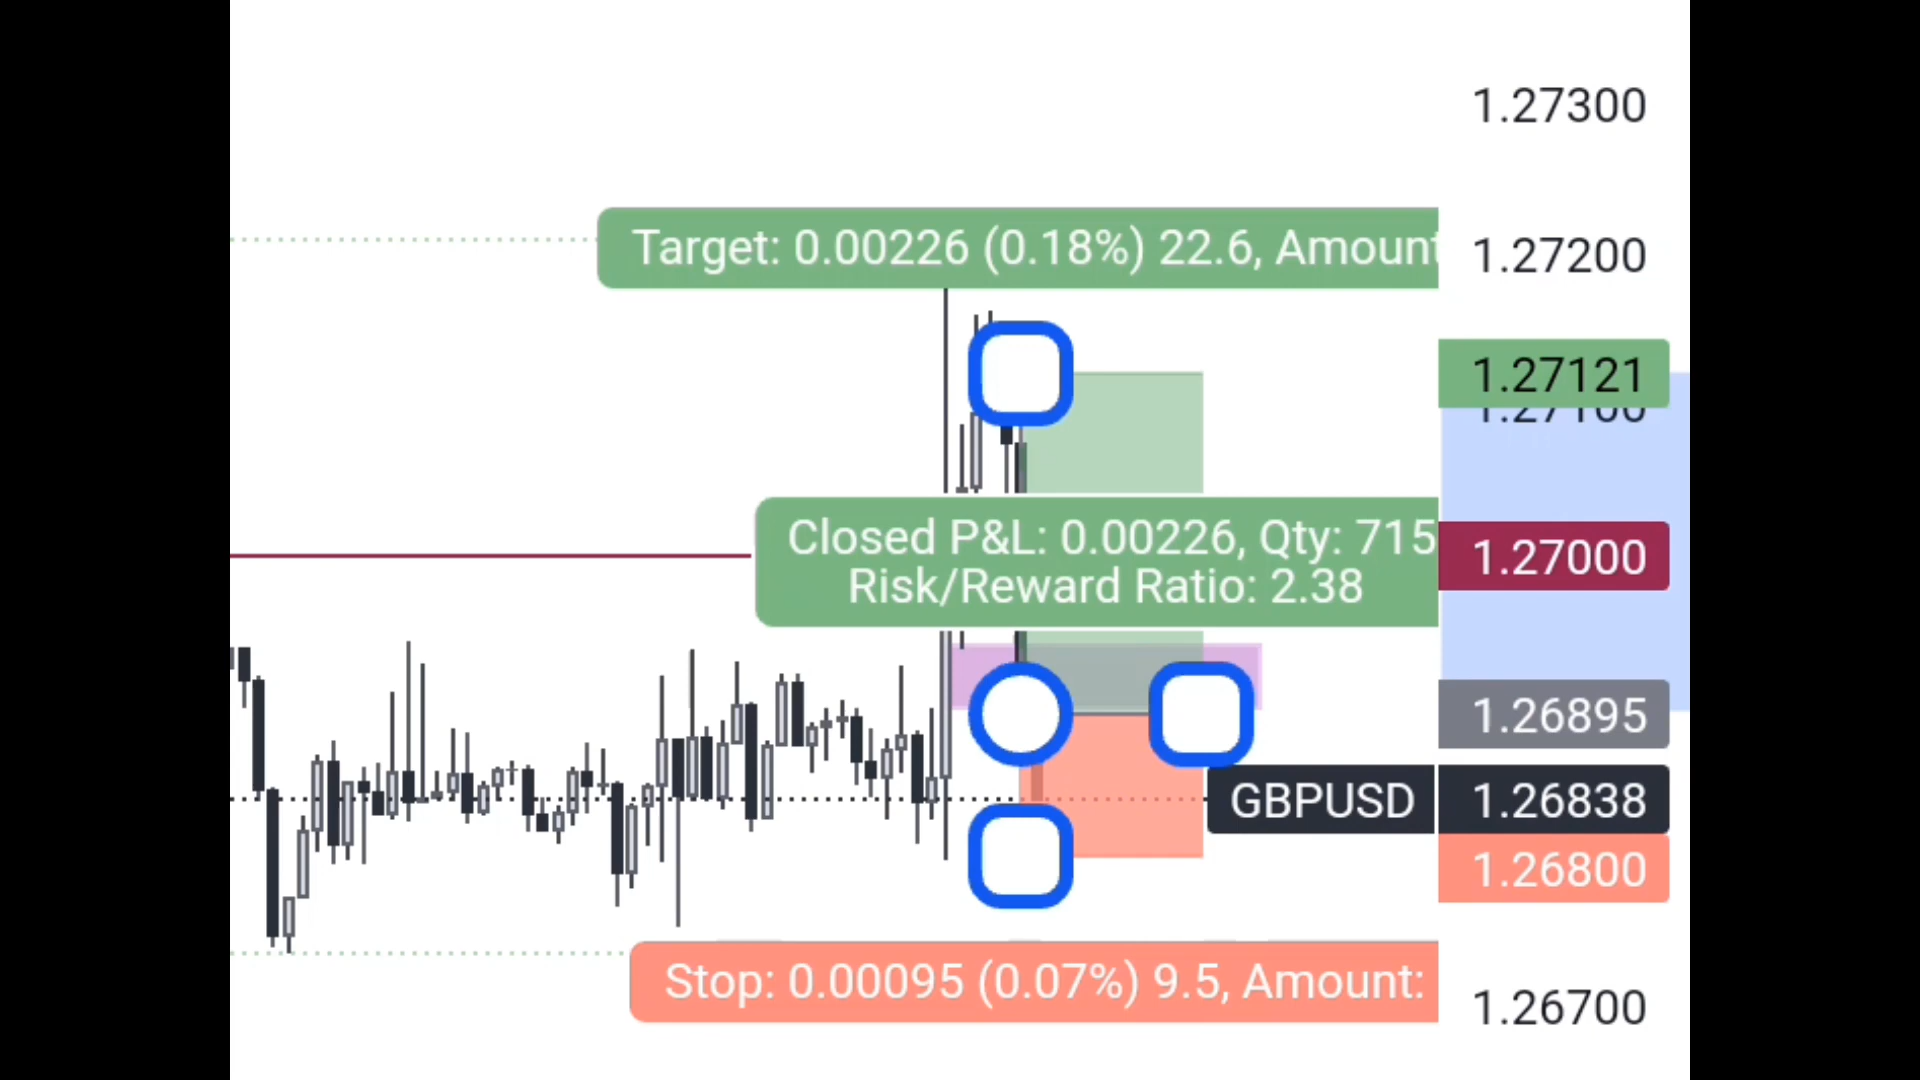 1.27300
Target: 0.00226 (0.18%) 22.6, Amount
1.27200
1.27121
1.27100
Closed P&L: 0.00226, Qty: 715
Risk/Reward Ratio: 2.38
1.27000
1.26895
GBPUSD 1.26838
1.26800
Stop: 0.00095 (0.07%) 9.5, Amount:
1.26700